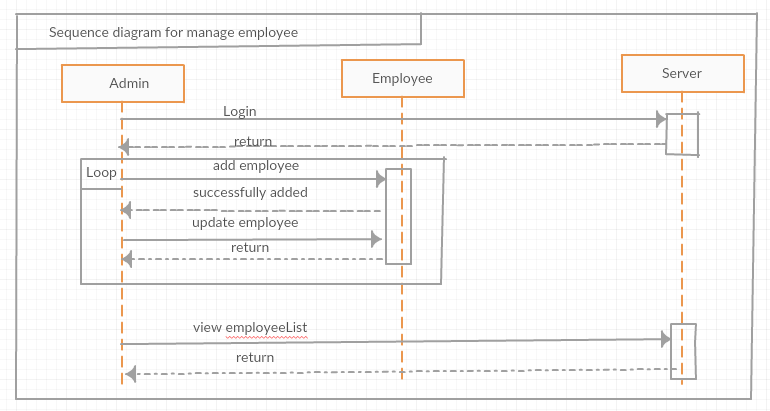 Sequence diagram for manage employee
Admin
Employee
Server
Login
return
Loop
add employee
successfully added
update employee
return
view employeeList
return